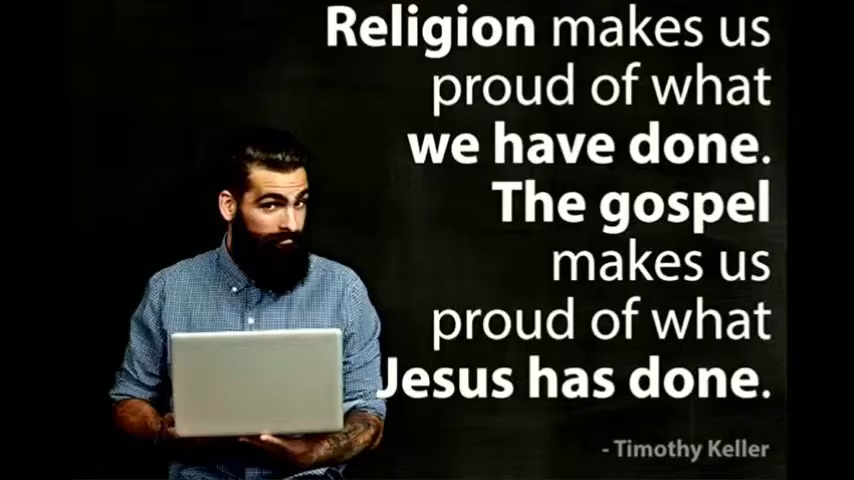 Religion makes us
proud of what
we have done.
The gospel
makes us
proud of what
Jesus has done.
- Timothy Keller